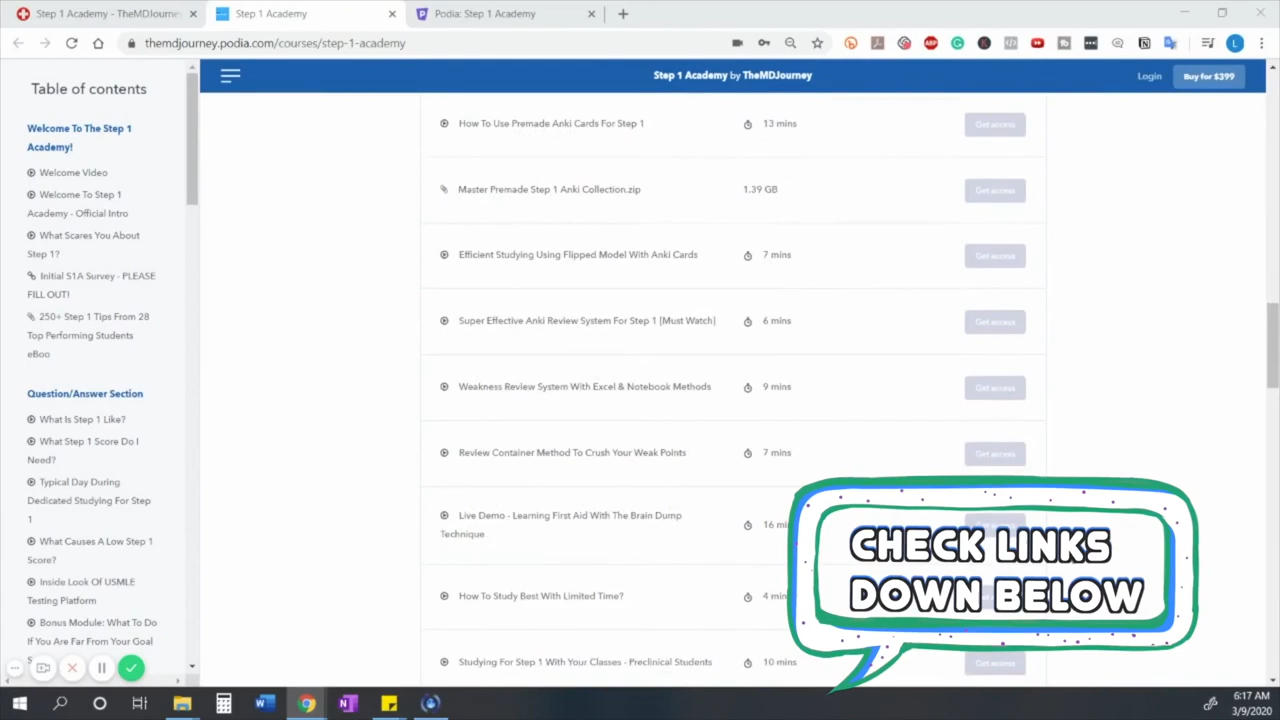 Step 1 Academy - TheMDJourney
Step 1 Academy
Podia: Step 1 Academy
themdjourney.podia.com/courses/step-1-academy
Table of contents
Welcome To The Step 1
Academy!
Welcome Video
Welcome To Step 1
Academy - Official Intro
What Scares You About
Step 1?
Initial S1A Survey - PLEASE
FILL OUT!
250+ Step 1 Tips From 28
Top Performing Students
eBoo
Question/Answer Section
What Is Step 1 Like?
What Step 1 Score Do I
Need?
Typical Day During
Dedicated Studying For Step
1
What Causes A Low Step 1
Score?
Inside Look Of USMLE
Testing Platform
Bonus Module: What To Do
If You Are Far From Your Goal
Step 1 Academy by TheMDJourney
Login
Buy for $399
How To Use Premade Anki Cards For Step 1
13 mins
Get access
Master Premade Step 1 Anki Collection.zip
1.39 GB
Get access
Efficient Studying Using Flipped Model With Anki Cards
7 mins
Get access
Super Effective Anki Review System For Step 1 [Must Watch]
6 mins
Get access
Weakness Review System With Excel & Notebook Methods
9 mins
Get access
Review Container Method To Crush Your Weak Points
7 mins
Get access
Live Demo - Learning First Aid With The Brain Dump
Technique
16 min
How To Study Best With Limited Time?
4 min
Studying For Step 1 With Your Classes - Preclinical Students
10 mins
Get access
CHECK LINKS
DOWN BELOW
6:17 AM
3/9/2020